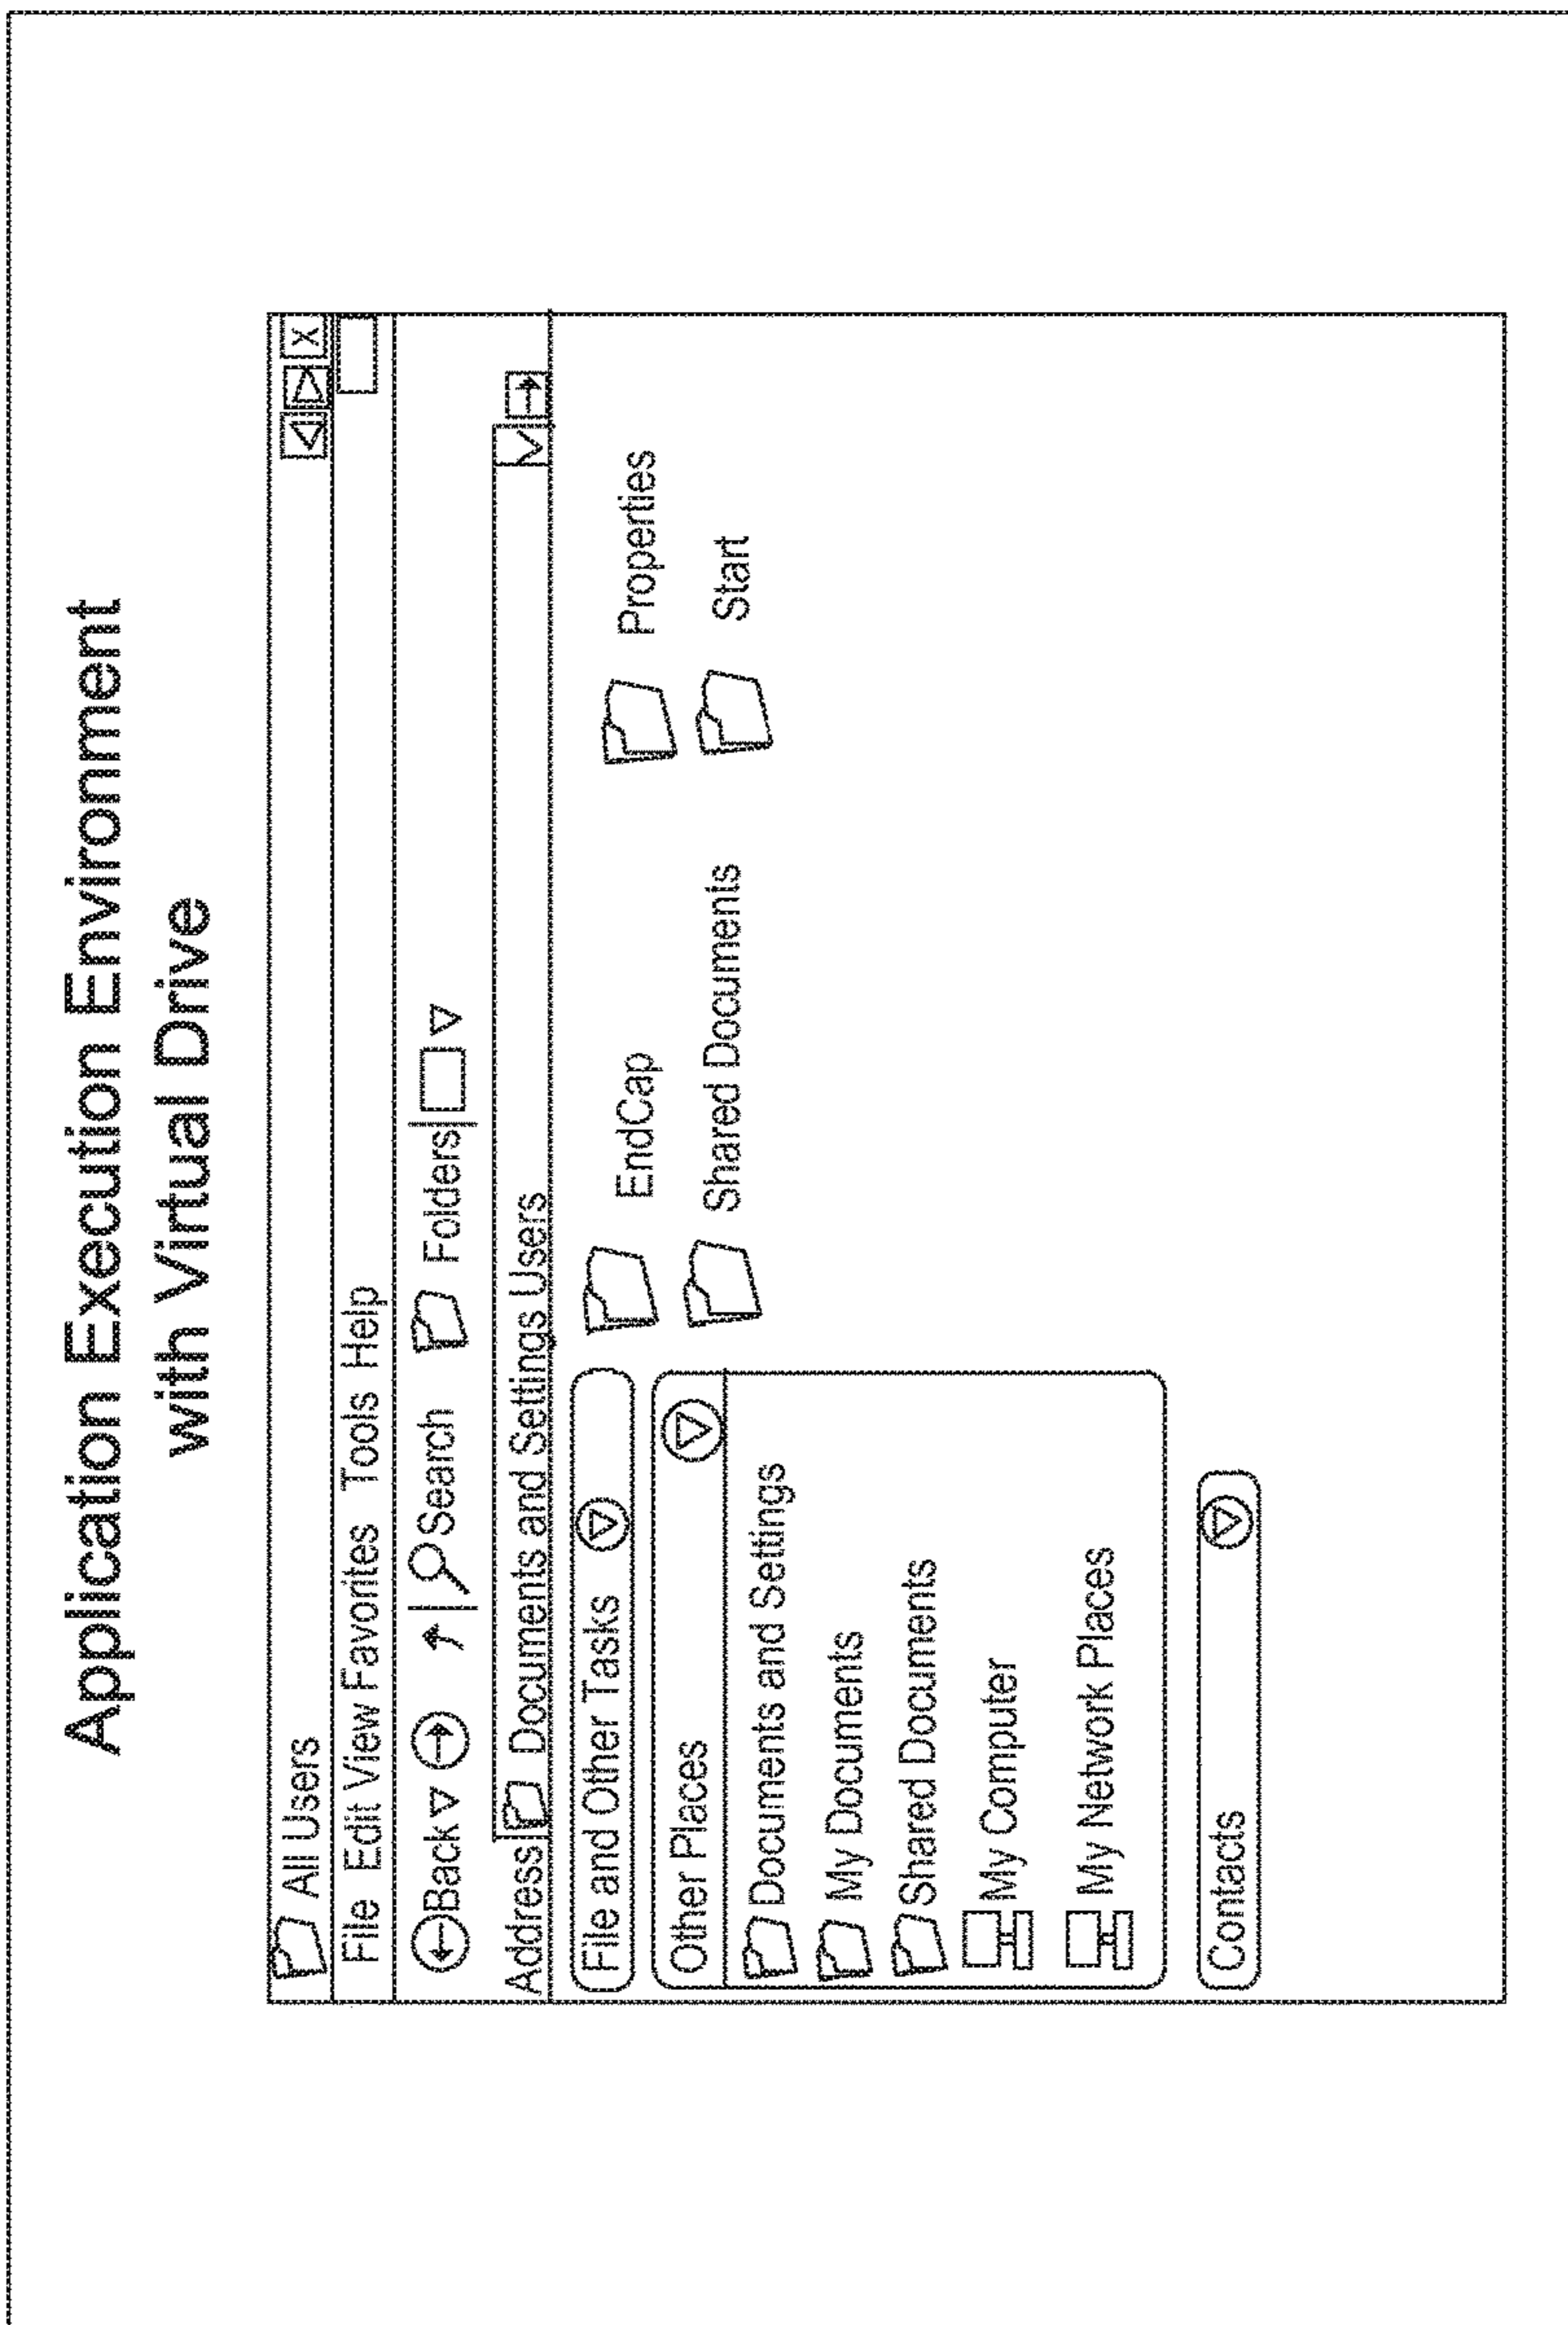 Application Execution Environment
with Virtual Drive
All Users X
File Edit View Favorites Tools Help
Back Search Folders
Address Documents and Settings Users
File and Other Tasks
Other Places
Documents and Settings
My Documents
Shared Documents
My Computer
My Network Places
Contacts
EndCap Properties
Shared Documents Start